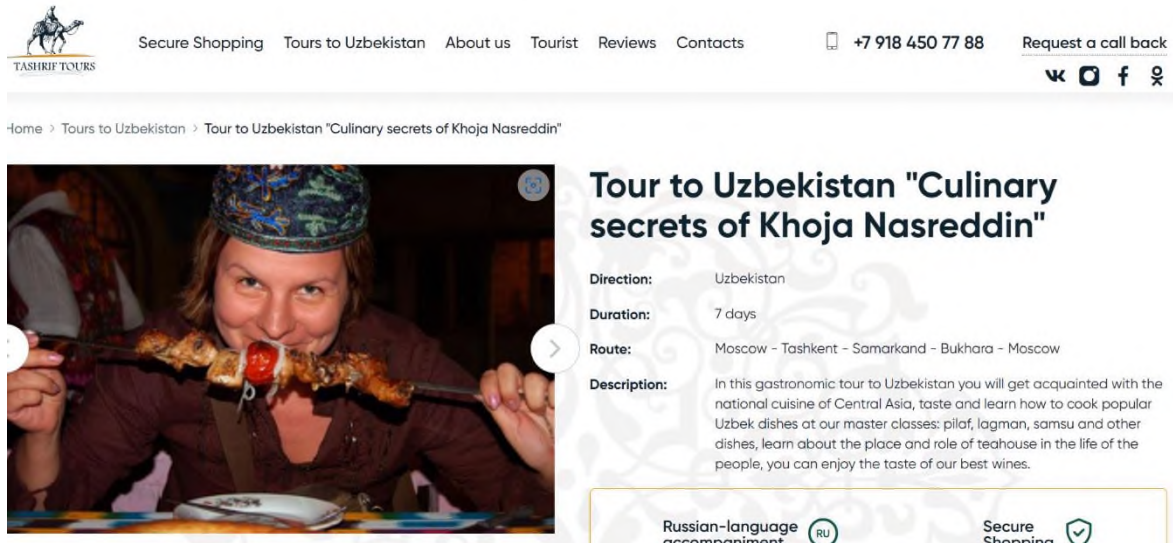 TASHRIF TOURS
Secure Shopping Tours to Uzbekistan About us Tourist Reviews Contacts
+7 918 450 77 88
Request a call back
Home > Tours to Uzbekistan > Tour to Uzbekistan "Culinary secrets of Khoja Nasreddin"
Tour to Uzbekistan "Culinary
secrets of Khoja Nasreddin"
Direction: Uzbekistan
Duration: 7 days
Route: Moscow - Tashkent - Samarkand - Bukhara - Moscow
Description: In this gastronomic tour to Uzbekistan you will get acquainted with the
national cuisine of Central Asia, taste and learn how to cook popular
Uzbek dishes at our master classes: pilaf, lagman, samsu and other
dishes, learn about the place and role of teahouse in the life of the
people, you can enjoy the taste of our best wines.
Russian-language
accompaniment
RU
Secure
Shopping